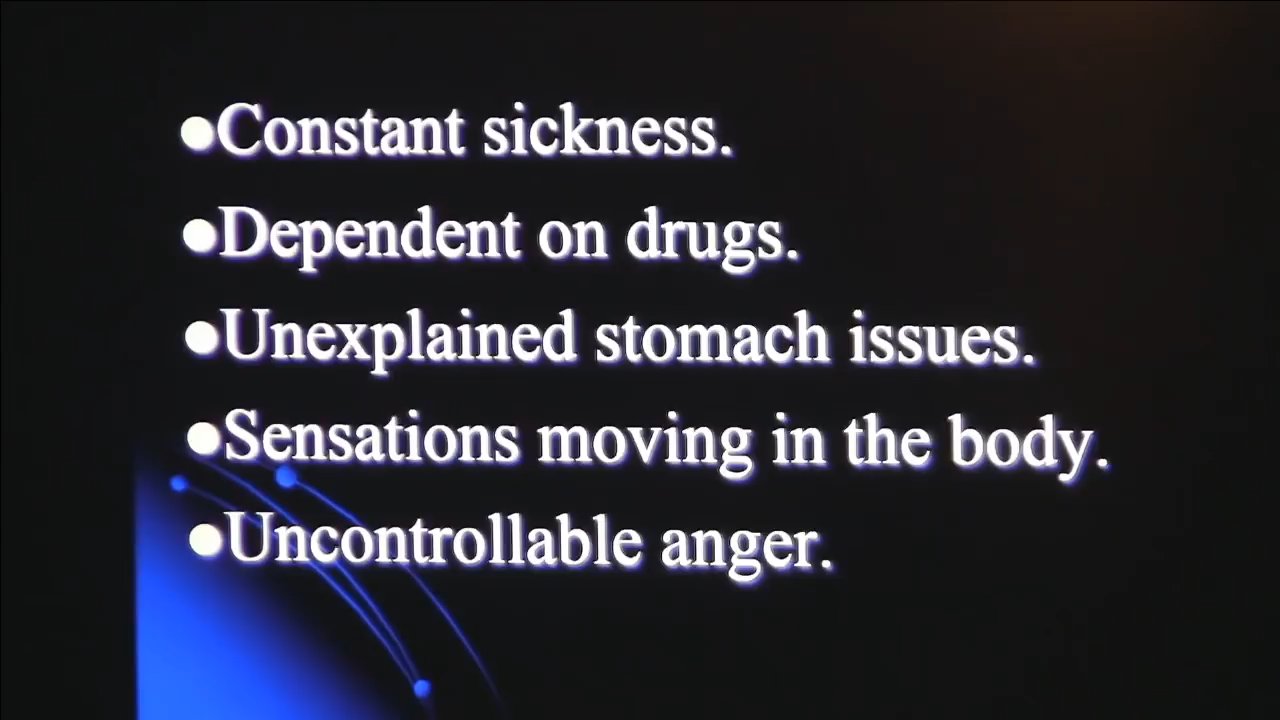 ●Constant sickness.
●Dependent on drugs.
●Unexplained stomach issues.
●Sensations moving in the body.
●Uncontrollable anger.